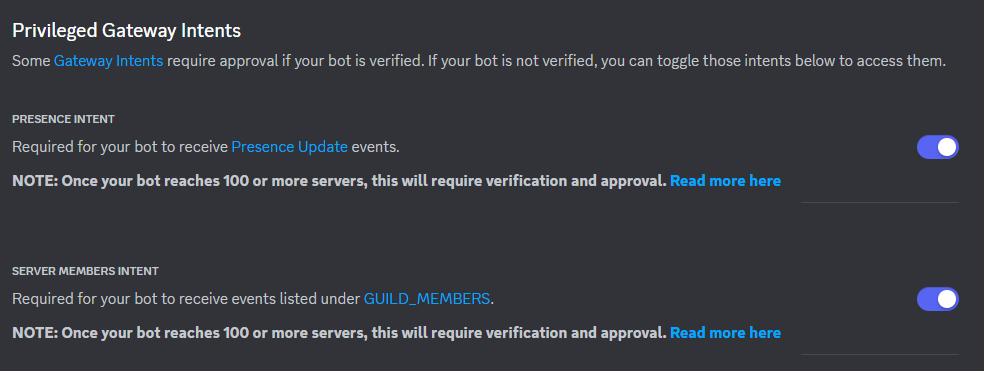 Privileged Gateway Intents
Some Gateway Intents require approval if your bot is verified. If your bot is not verified, you can toggle those intents below to access them.
PRESENCE INTENT
Required for your bot to receive Presence Update events.
NOTE: Once your bot reaches 100 or more servers, this will require verification and approval. Read more here
SERVER MEMBERS INTENT
Required for your bot to receive events listed under GUILD_MEMBERS.
NOTE: Once your bot reaches 100 or more servers, this will require verification and approval. Read more here